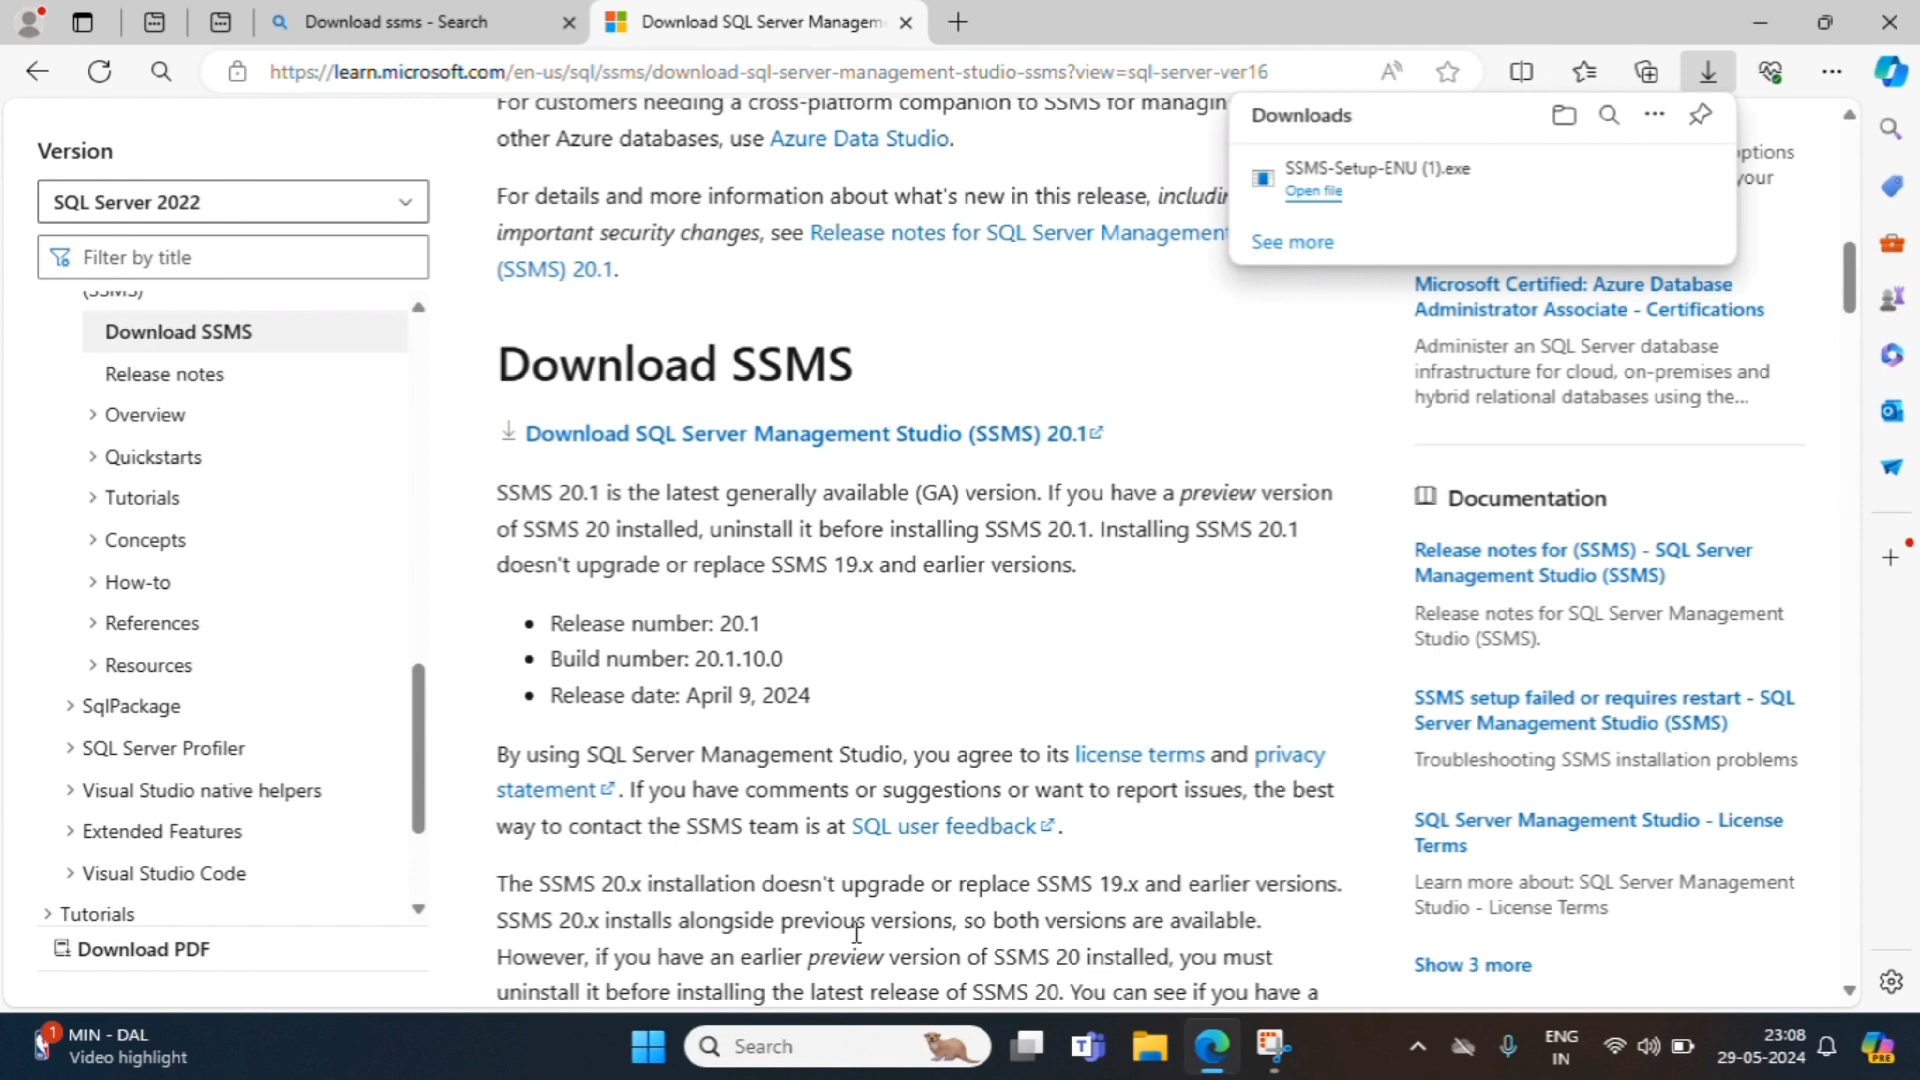 Download ssms - Search
Download SQL Server Managem
https://learn.microsoft.com/en-us/sql/ssms/download-sql-server-management-studio-ssms?view=sql-server-ver16
Version
SQL Server 2022
Filter by title
(SSMS)
Download SSMS
Release notes
Overview
Quickstarts
Tutorials
Concepts
How-to
References
Resources
SqlPackage
SQL Server Profiler
Visual Studio native helpers
Extended Features
Visual Studio Code
Tutorials
Download PDF
For customers needing a cross-platform companion to SSMS for managin
other Azure databases, use Azure Data Studio.
For details and more information about what's new in this release, includin
important security changes, see Release notes for SQL Server Management
(SSMS) 20.1.
Download SSMS
Download SQL Server Management Studio (SSMS) 20.1
SSMS 20.1 is the latest generally available (GA) version. If you have a preview version
of SSMS 20 installed, uninstall it before installing SSMS 20.1. Installing SSMS 20.1
doesn't upgrade or replace SSMS 19.x and earlier versions.
• Release number: 20.1
• Build number: 20.1.10.0
• Release date: April 9, 2024
By using SQL Server Management Studio, you agree to its license terms and privacy
statement. If you have comments or suggestions or want to report issues, the best
way to contact the SSMS team is at SQL user feedback.
The SSMS 20.x installation doesn't upgrade or replace SSMS 19.x and earlier versions.
SSMS 20.x installs alongside previous versions, so both versions are available.
However, if you have an earlier preview version of SSMS 20 installed, you must
uninstall it before installing the latest release of SSMS 20. You can see if you have a
Downloads
SSMS-Setup-ENU (1).exe
Open file
See more
ptions
your
Microsoft Certified: Azure Database
Administrator Associate - Certifications
Administer an SQL Server database
infrastructure for cloud, on-premises and
hybrid relational databases using the...
Documentation
Release notes for (SSMS) - SQL Server
Management Studio (SSMS)
Release notes for SQL Server Management
Studio (SSMS).
SSMS setup failed or requires restart - SQL
Server Management Studio (SSMS)
Troubleshooting SSMS installation problems
SQL Server Management Studio - License
Terms
Learn more about: SQL Server Management
Studio - License Terms
Show 3 more
1
MIN - DAL
Video highlight
Search
ENG
IN
23:08
29-05-2024
PRE